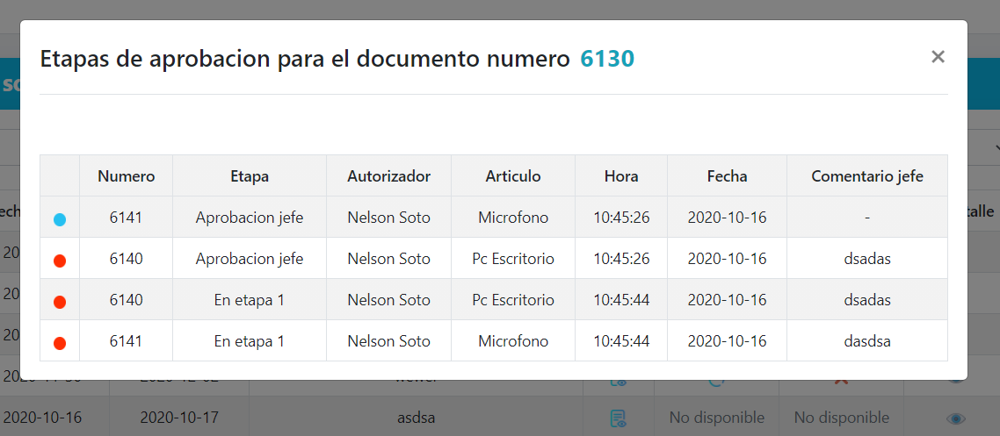 Etapas de aprobacion para el documento numero 6130 ×
Numero Etapa Autorizador Articulo Hora Fecha Comentario jefe
6141 Aprobacion jefe Nelson Soto Microfono 10:45:26 2020-10-16 -
6140 Aprobacion jefe Nelson Soto Pc Escritorio 10:45:26 2020-10-16 dsadas
6140 En etapa 1 Nelson Soto Pc Escritorio 10:45:44 2020-10-16 dsadas
6141 En etapa 1 Nelson Soto Microfono 10:45:44 2020-10-16 dasdsa
2020-10-16 2020-10-17 asdsa No disponible No disponible